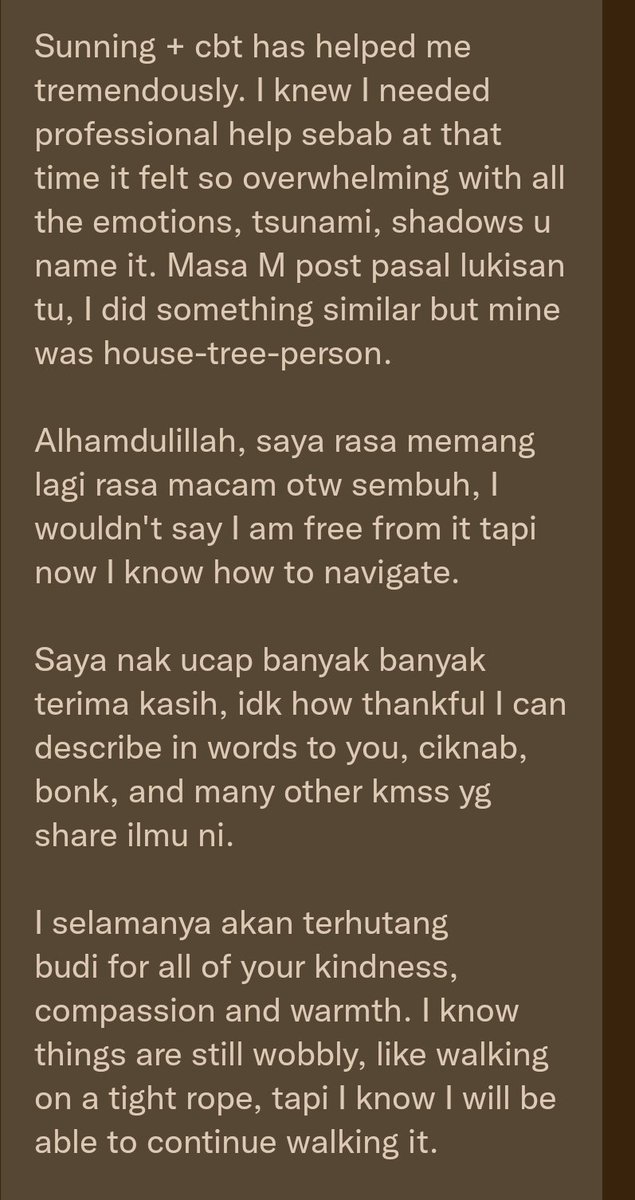 Sunning + cbt has helped me
tremendously. I knew I needed
professional help sebab at that
time it felt so overwhelming with all
the emotions, tsunami, shadows u
name it. Masa M post pasal lukisan
tu, I did something similar but mine
was house-tree-person.
Alhamdulillah, saya rasa memang
lagi rasa macam otw sembuh, I
wouldn't say I am free from it tapi
now I know how to navigate.
Saya nak ucap banyak banyak
terima kasih, idk how thankful I can
describe in words to you, ciknab,
bonk, and many other kmss yg
share ilmu ni.
I selamanya akan terhutang
budi for all of your kindness,
compassion and warmth. I know
things are still wobbly, like walking
on a tight rope, tapi I know I will be
able to continue walking it.